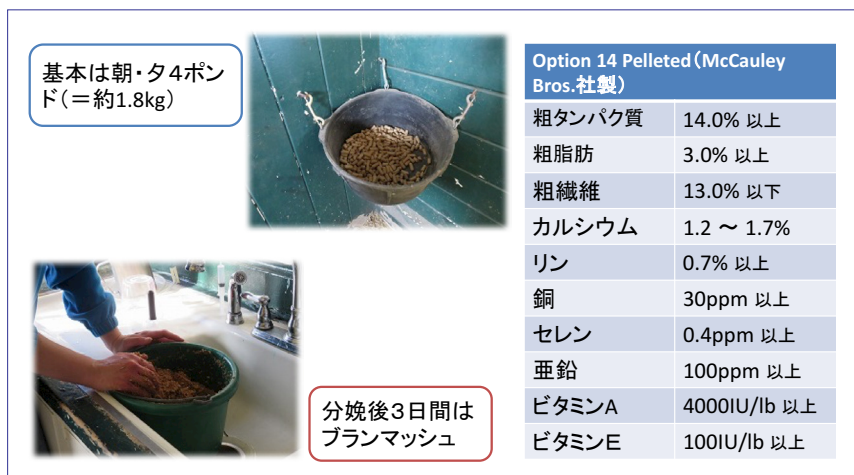 基本は朝・夕4ポン
ド(=約1.8kg)
Option 14 Pelleted(McCauley
Bros.社製)
粗タンパク質 14.0% 以上
粗脂肪 3.0% 以上
粗繊維 13.0% 以下
カルシウム 1.2 ～ 1.7%
リン 0.7% 以上
銅 30ppm 以上
セレン 0.4ppm 以上
亜鉛 100ppm 以上
ビタミンA 4000IU/lb 以上
ビタミンE 100IU/lb 以上
分娩後3日間は
ブランマッシュ